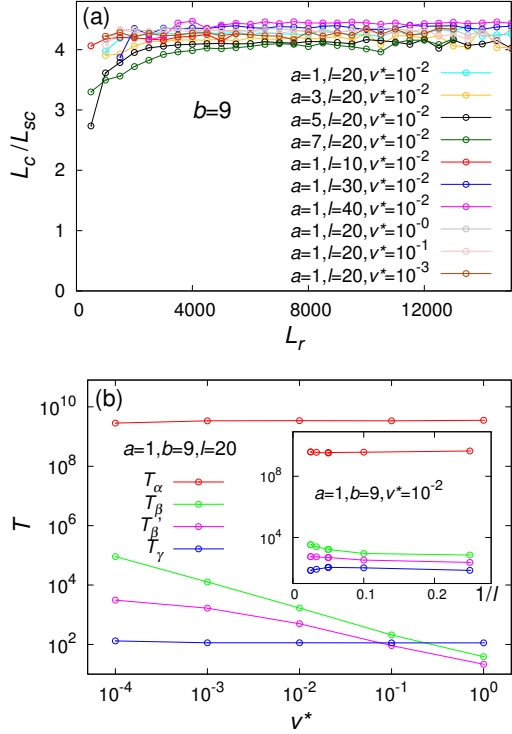 (a)
5
4
3
2
1
0
L_c/L_sc
b=9
a=1,l=20,v*=10^-2
a=3,l=20,v*=10^-2
a=5,l=20,v*=10^-2
a=7,l=20,v*=10^-2
a=1,l=10,v*=10^-2
a=1,l=30,v*=10^-2
a=1,l=40,v*=10^-2
a=1,l=20,v*=10^-0
a=1,l=20,v*=10^-1
a=1,l=20,v*=10^-3
0 4000 8000 12000
L_r
(b)
10^10
10^8
10^6
10^4
10^2
T
a=1,b=9,l=20
T_α
T_β
T_β'
T_γ
10^8
10^4
a=1,b=9,v*=10^-2
0 0.1 0.2 1/l
10^-4 10^-3 10^-2 10^-1 10^0
v*